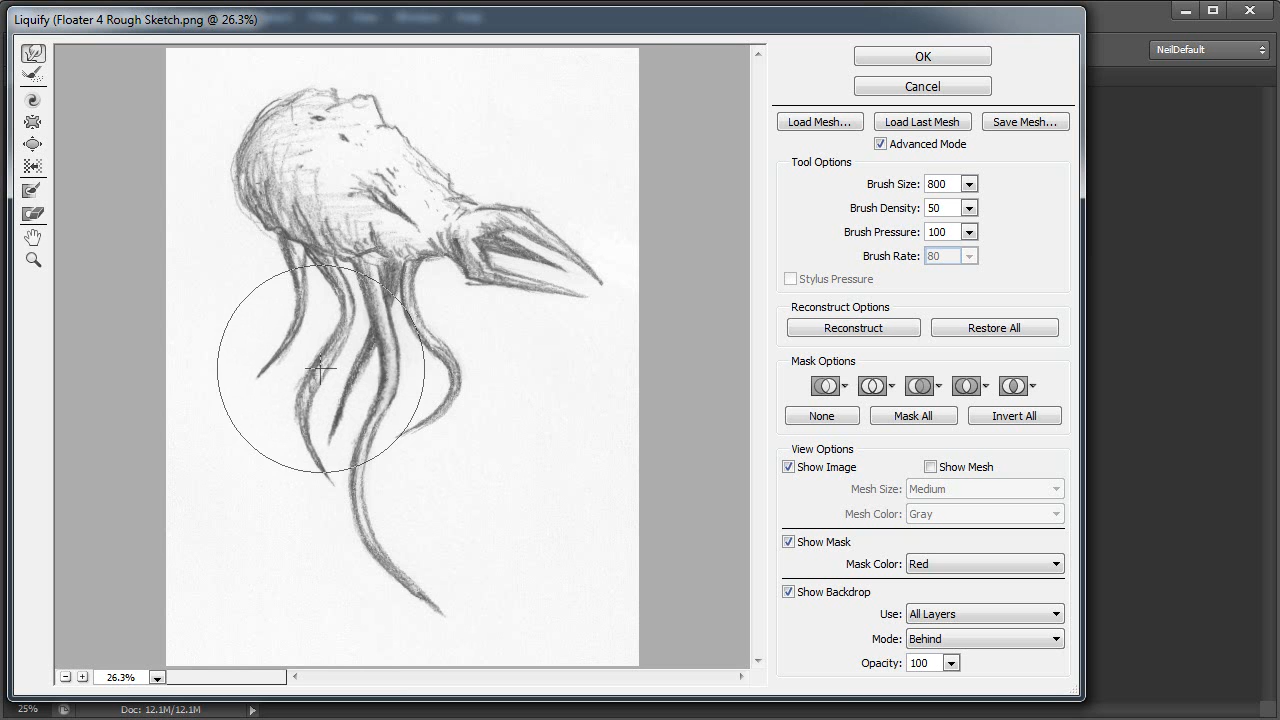 Liquify (Floater 4 Rough Sketch.png @ 26.3%)
NeilDefault
OK
Cancel
Load Mesh...
Load Last Mesh
Save Mesh...
Advanced Mode
Tool Options
Brush Size: 800
Brush Density: 50
Brush Pressure: 100
Brush Rate: 80
Stylus Pressure
Reconstruct Options
Reconstruct
Restore All
Mask Options
None
Mask All
Invert All
View Options
Show Image
Show Mesh
Mesh Size: Medium
Mesh Color: Gray
Show Mask
Mask Color: Red
Show Backdrop
Use: All Layers
Mode: Behind
Opacity: 100
26.3%
25%
Doc: 12.1M/12.1M